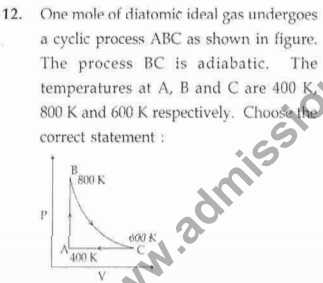 12. One mole of diatomic ideal gas undergoes
a cyclic process ABC as shown in figure.
The process BC is adiabatic. The
temperatures at A, B and C are 400 K,
800 K and 600 K respectively. Choose the
correct statement :
B
800 K
P
600 K
A
C
400 K
V
www.admissio